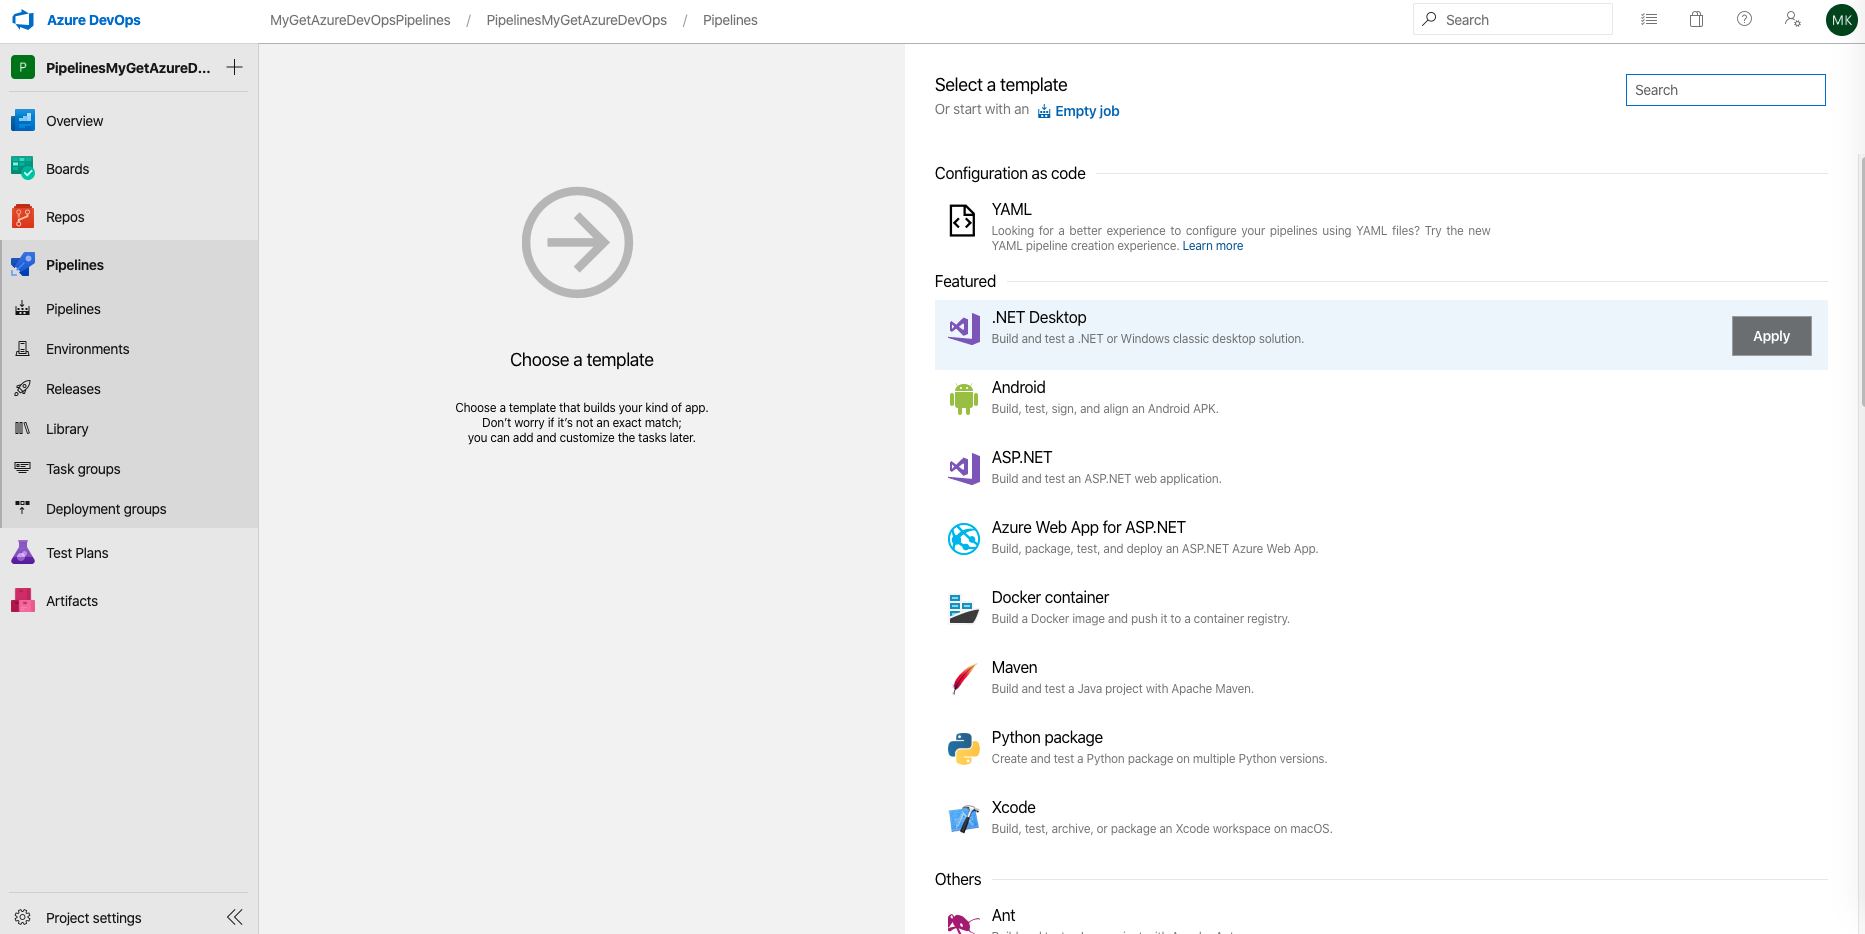 Azure DevOps
MyGetAzureDevOpsPipelines / PipelinesMyGetAzureDevOps / Pipelines
Search
MK
P
PipelinesMyGetAzureD...
Overview
Boards
Repos
Pipelines
Pipelines
Environments
Releases
Library
Task groups
Deployment groups
Test Plans
Artifacts
Project settings
Choose a template
Choose a template that builds your kind of app.
Don't worry if it's not an exact match;
you can add and customize the tasks later.
Select a template
Search
Or start with an Empty job
Configuration as code
YAML
Looking for a better experience to configure your pipelines using YAML files? Try the new
YAML pipeline creation experience. Learn more
Featured
.NET Desktop
Build and test a .NET or Windows classic desktop solution.
Apply
Android
Build, test, sign, and align an Android APK.
ASP.NET
Build and test an ASP.NET web application.
Azure Web App for ASP.NET
Build, package, test, and deploy an ASP.NET Azure Web App.
Docker container
Build a Docker image and push it to a container registry.
Maven
Build and test a Java project with Apache Maven.
Python package
Create and test a Python package on multiple Python versions.
Xcode
Build, test, archive, or package an Xcode workspace on macOS.
Others
Ant